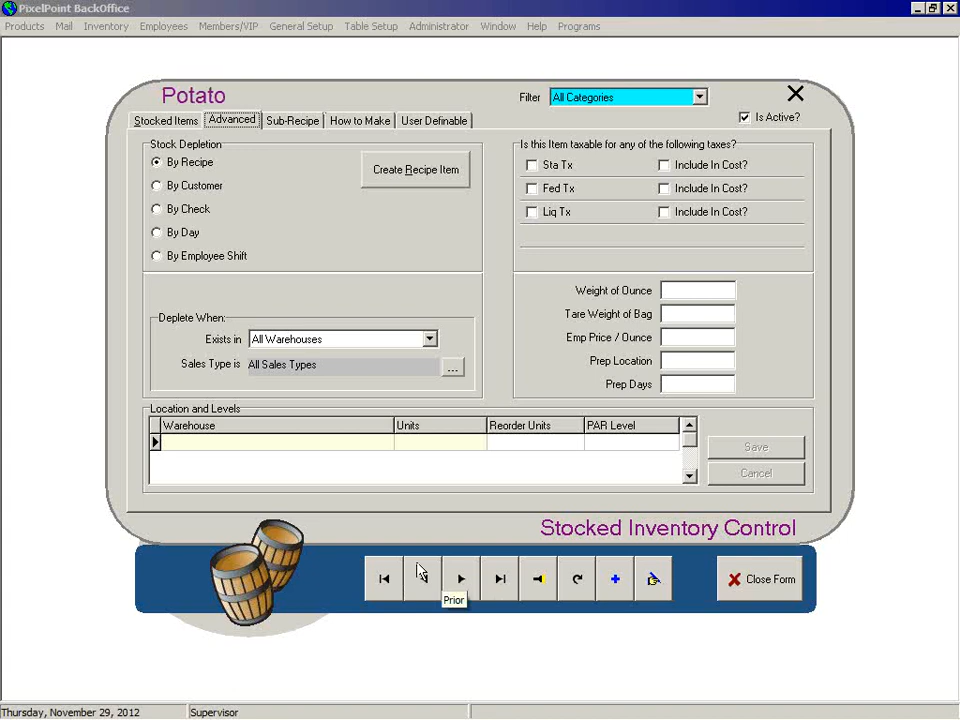 PixelPoint BackOffice
Products Mail Inventory Employees Members/VIP General Setup Table Setup Administrator Window Help Programs
Potato
Filter All Categories
Is Active?
Stocked Items Advanced Sub-Recipe How to Make User Definable
Stock Depletion
By Recipe
Create Recipe Item
By Customer
By Check
By Day
By Employee Shift
Is this Item taxable for any of the following taxes?
Sta Tx Include In Cost?
Fed Tx Include In Cost?
Liq Tx Include In Cost?
Deplete When:
Exists in All Warehouses
Sales Type is All Sales Types ...
Weight of Ounce
Tare Weight of Bag
Emp Price / Ounce
Prep Location
Prep Days
Location and Levels
Warehouse Units Reorder Units PAR Level
Save
Cancel
Stocked Inventory Control
Close Form
Prior
Thursday, November 29, 2012 Supervisor